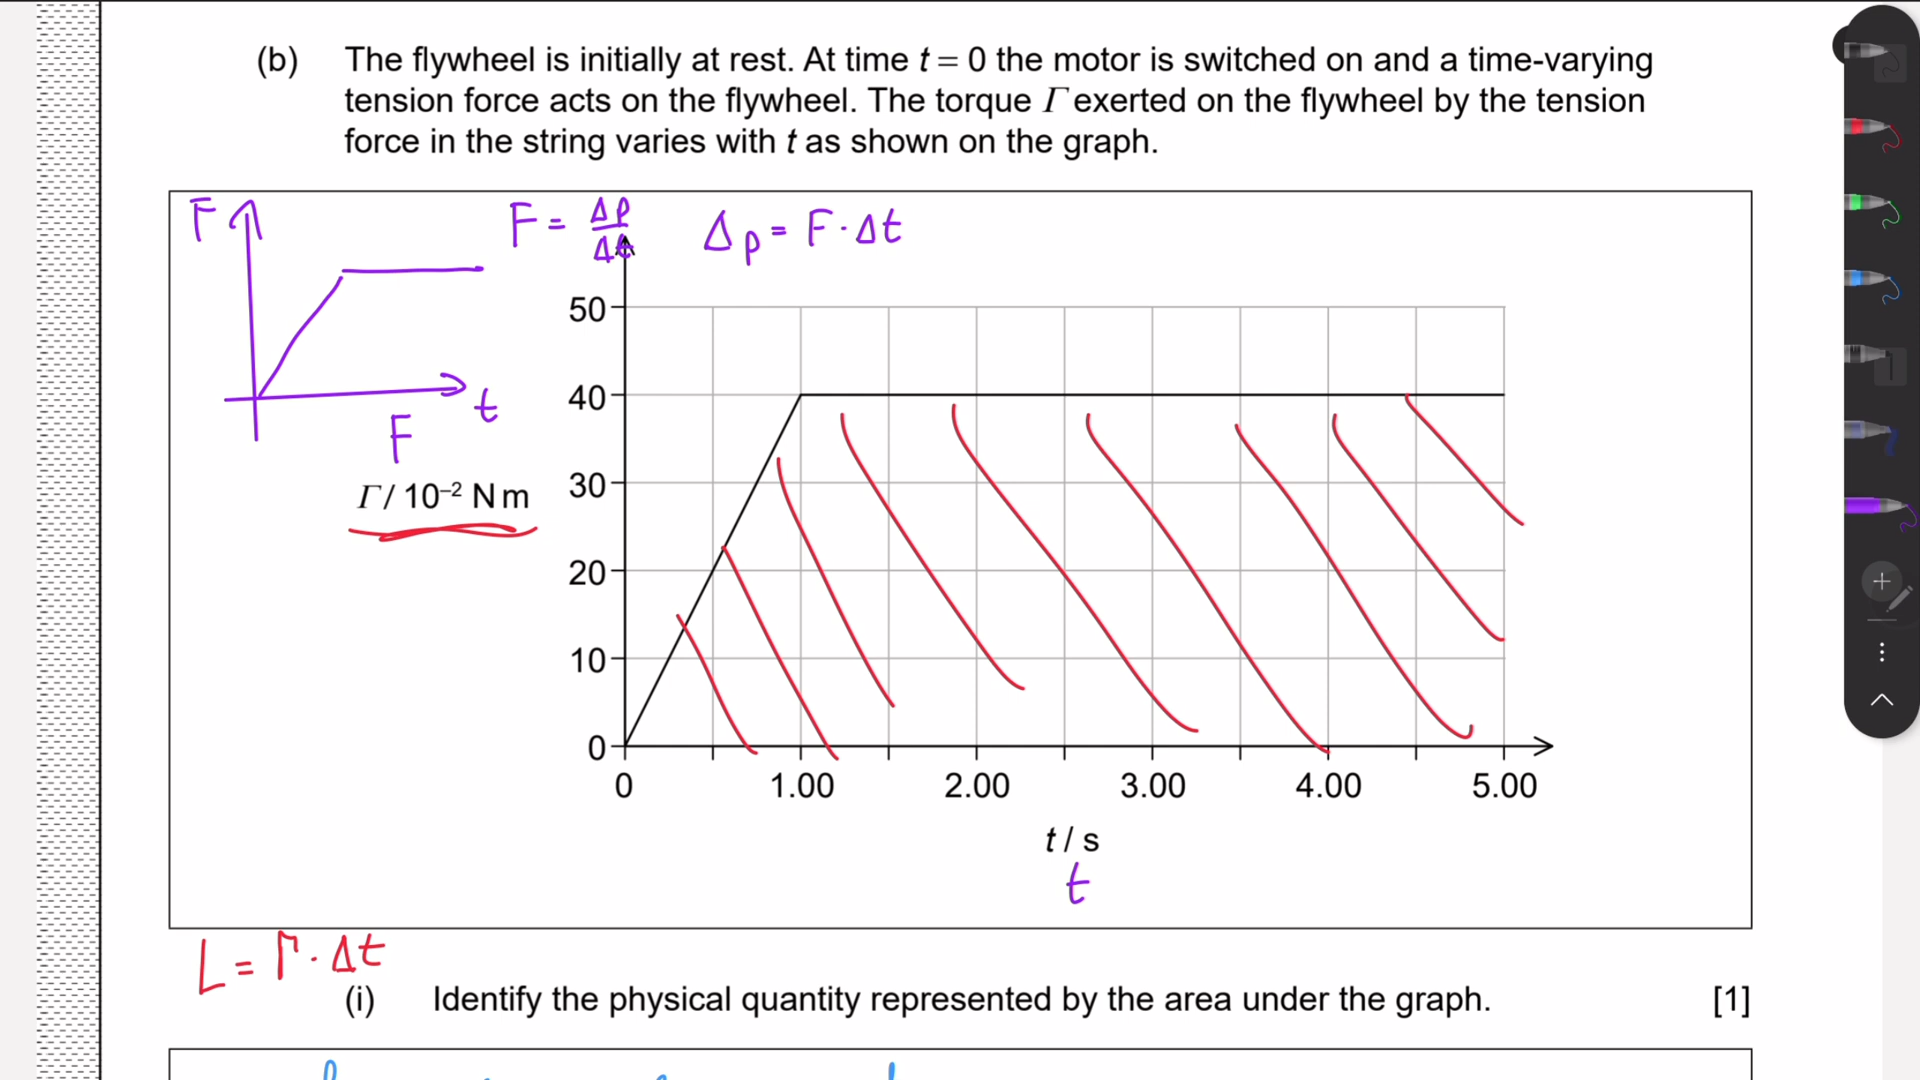 (b) The flywheel is initially at rest. At time t = 0 the motor is switched on and a time-varying
tension force acts on the flywheel. The torque Γ exerted on the flywheel by the tension
force in the string varies with t as shown on the graph.
F
F = Δp/Δt
Δp = F · Δt
t
F
Γ / 10⁻² N m
50
40
30
20
10
0
0 1.00 2.00 3.00 4.00 5.00
t / s
t
L = Γ · Δt
(i) Identify the physical quantity represented by the area under the graph. [1]